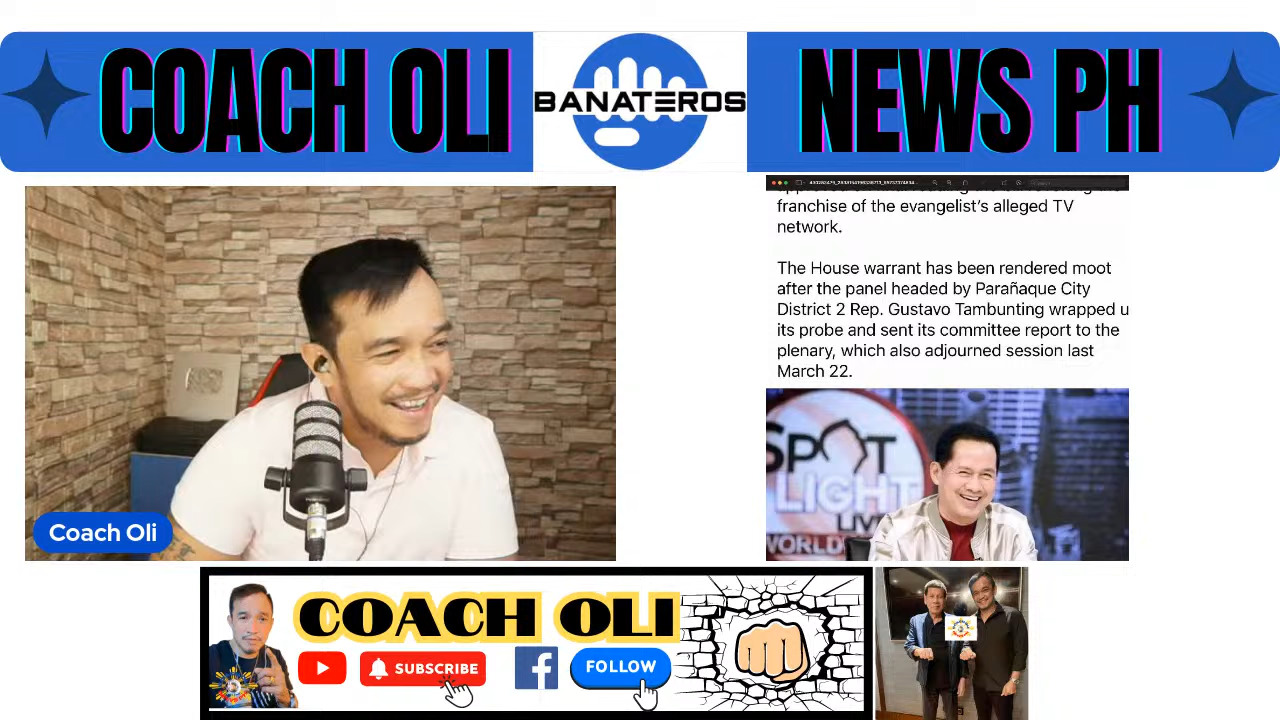 COACH OLI
BANATEROS
NEWS PH
franchise of the evangelist's alleged TV
network.
The House warrant has been rendered moot
after the panel headed by Parañaque City
District 2 Rep. Gustavo Tambunting wrapped u
its probe and sent its committee report to the
plenary, which also adjourned session last
March 22.
SPOT
LIGHT
LIVE
WORLD
Coach Oli
COACH OLI
SUBSCRIBE
FOLLOW